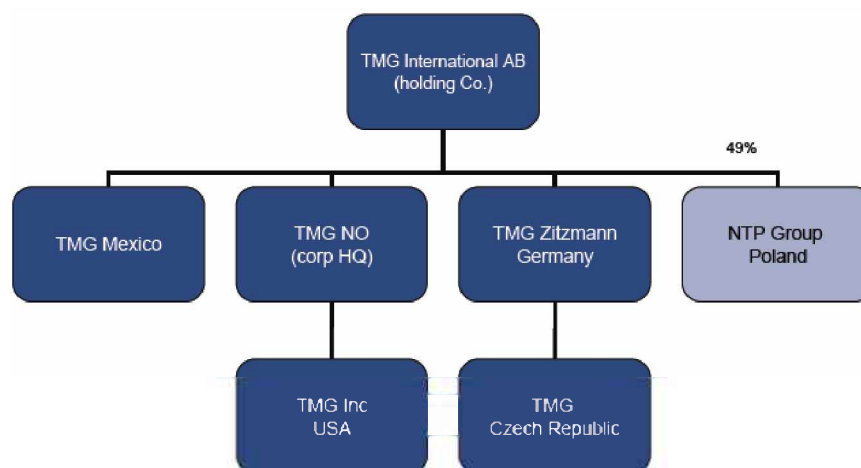 TMG International AB
(holding Co.)
49%
TMG Mexico
TMG NO
(corp HQ)
TMG Zitzmann
Germany
NTP Group
Poland
TMG Inc
USA
TMG
Czech Republic